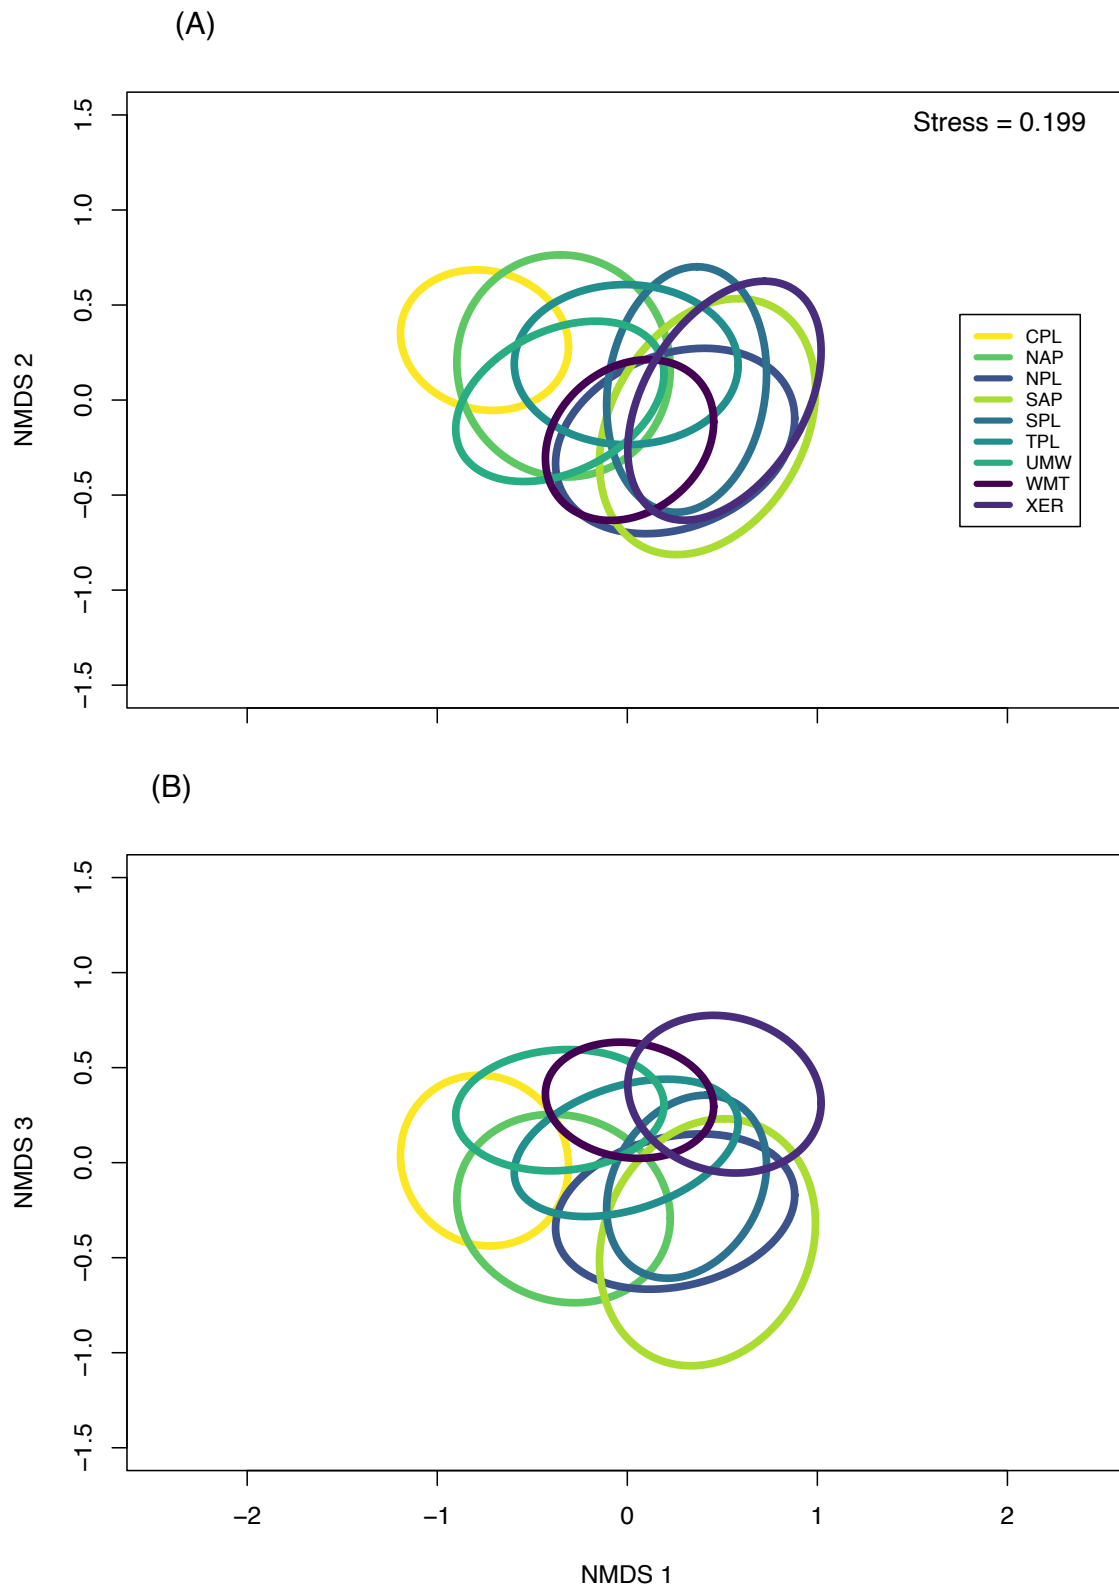 (A)
Stress = 0.199
NMDS 2
1.5
1.0
0.5
0.0
−0.5
−1.0
−1.5
CPL
NAP
NPL
SAP
SPL
TPL
UMW
WMT
XER
(B)
NMDS 3
1.5
1.0
0.5
0.0
−0.5
−1.0
−1.5
−2 −1 0 1 2
NMDS 1